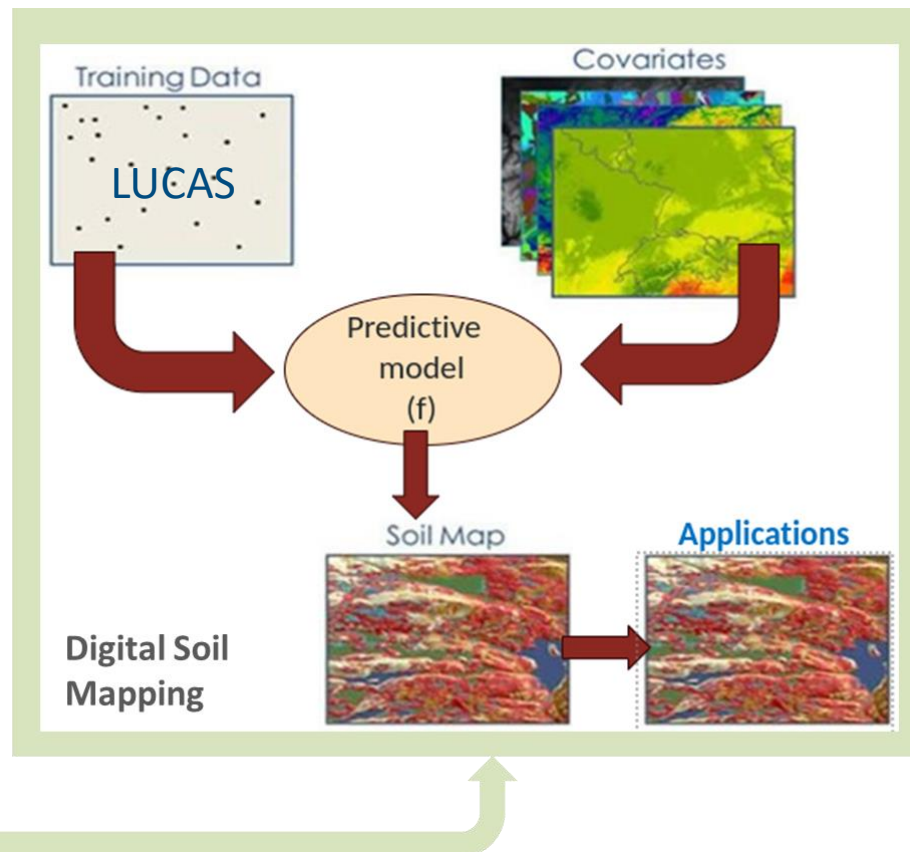 Training Data
Covariates
LUCAS
Predictive
model
(f)
Soil Map
Applications
Digital Soil
Mapping